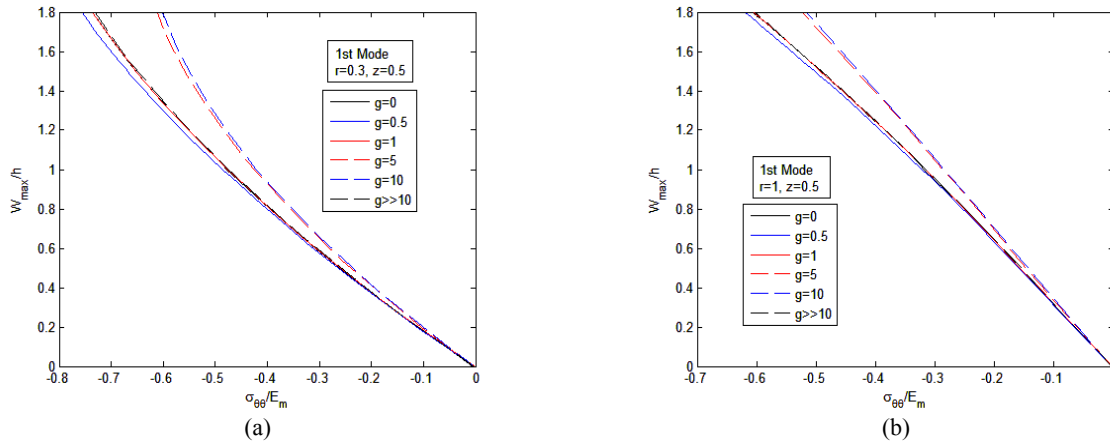 1.8
1.6
1.4
1.2
1
0.8
0.6
0.4
0.2
0
W_max/h
1st Mode
r=0.3, z=0.5
g=0
g=0.5
g=1
g=5
g=10
g>>10
-0.8 -0.7 -0.6 -0.5 -0.4 -0.3 -0.2 -0.1 0
σ_θθ/E_m
(a)
1.8
1.6
1.4
1.2
1
0.8
0.6
0.4
0.2
0
W_max/h
1st Mode
r=1, z=0.5
g=0
g=0.5
g=1
g=5
g=10
g>>10
-0.7 -0.6 -0.5 -0.4 -0.3 -0.2 -0.1
σ_θθ/E_m
(b)